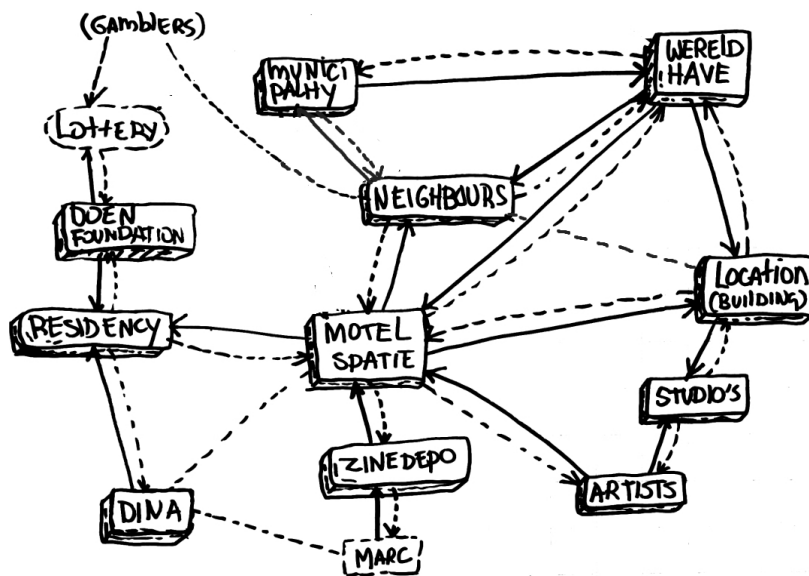 (GAMBLERS)
MUNICI
PALITY
WERELD
HAVE
LOTTERY
NEIGHBOURS
DOEN
FOUNDATION
LOCATION
(BUILDING)
RESIDENCY
MOTEL
SPATIE
STUDIO'S
ZINEDEPO
ARTISTS
DINA
MARC